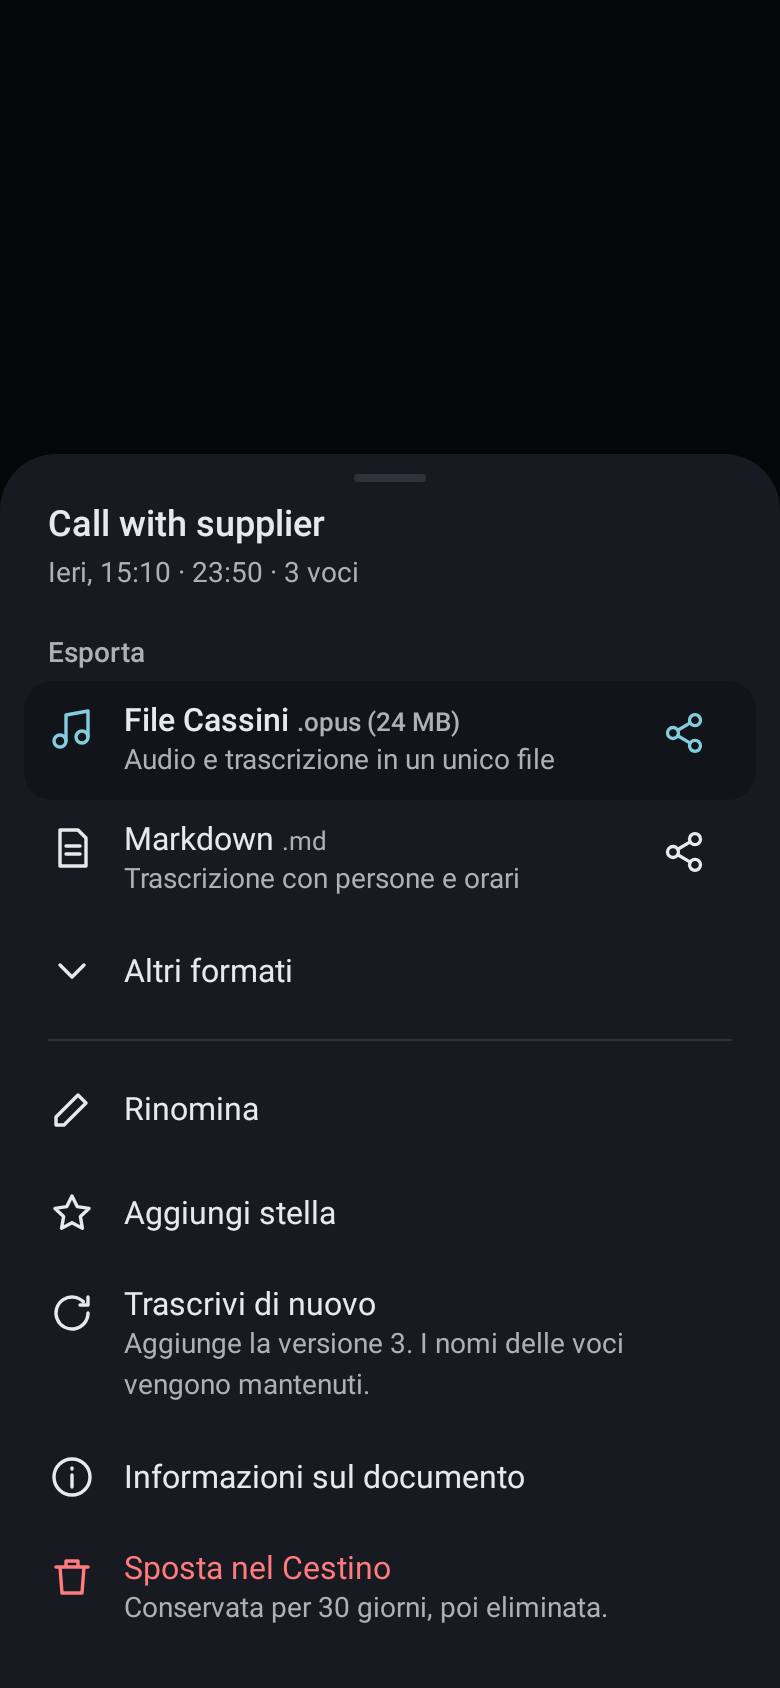 Call with supplier
Ieri, 15:10 · 23:50 · 3 voci
Esporta
File Cassini .opus (24 MB)
Audio e trascrizione in un unico file
Markdown .md
Trascrizione con persone e orari
Altri formati
Rinomina
Aggiungi stella
Trascrivi di nuovo
Aggiunge la versione 3. I nomi delle voci
vengono mantenuti.
Informazioni sul documento
Sposta nel Cestino
Conservata per 30 giorni, poi eliminata.